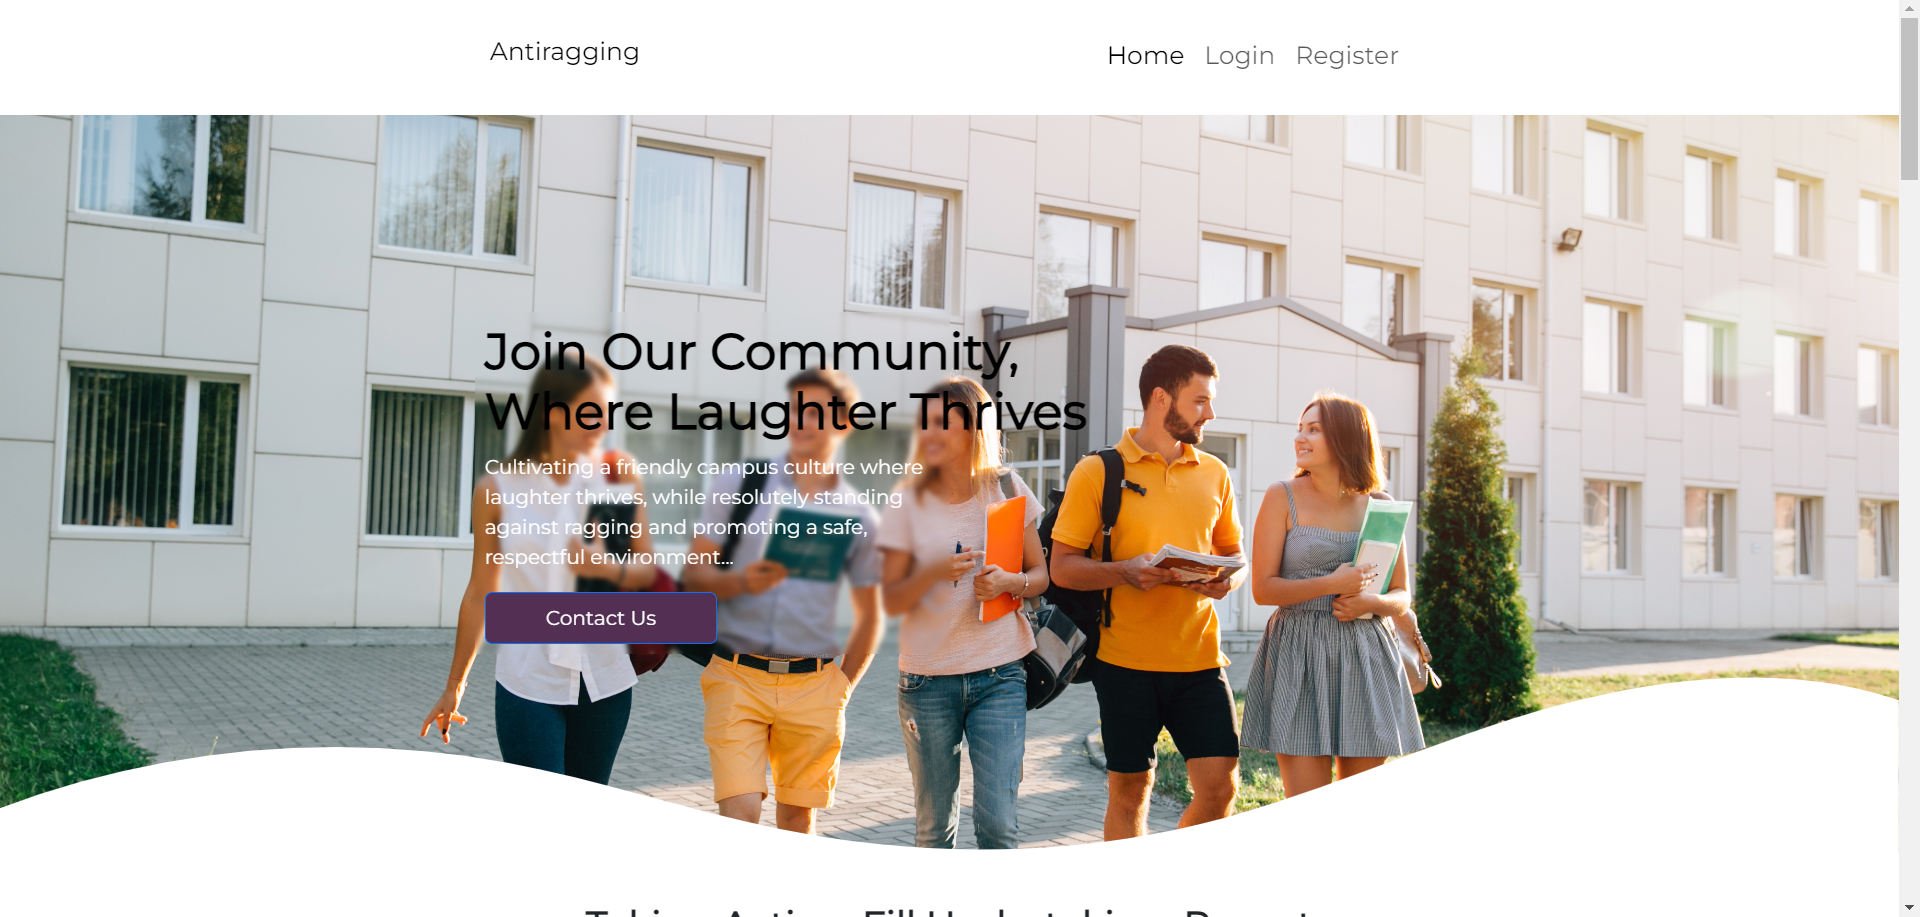 Antiragging
Home Login Register
Join Our Community,
Where Laughter Thrives
Cultivating a friendly campus culture where
laughter thrives, while resolutely standing
against ragging and promoting a safe,
respectful environment...
Contact Us